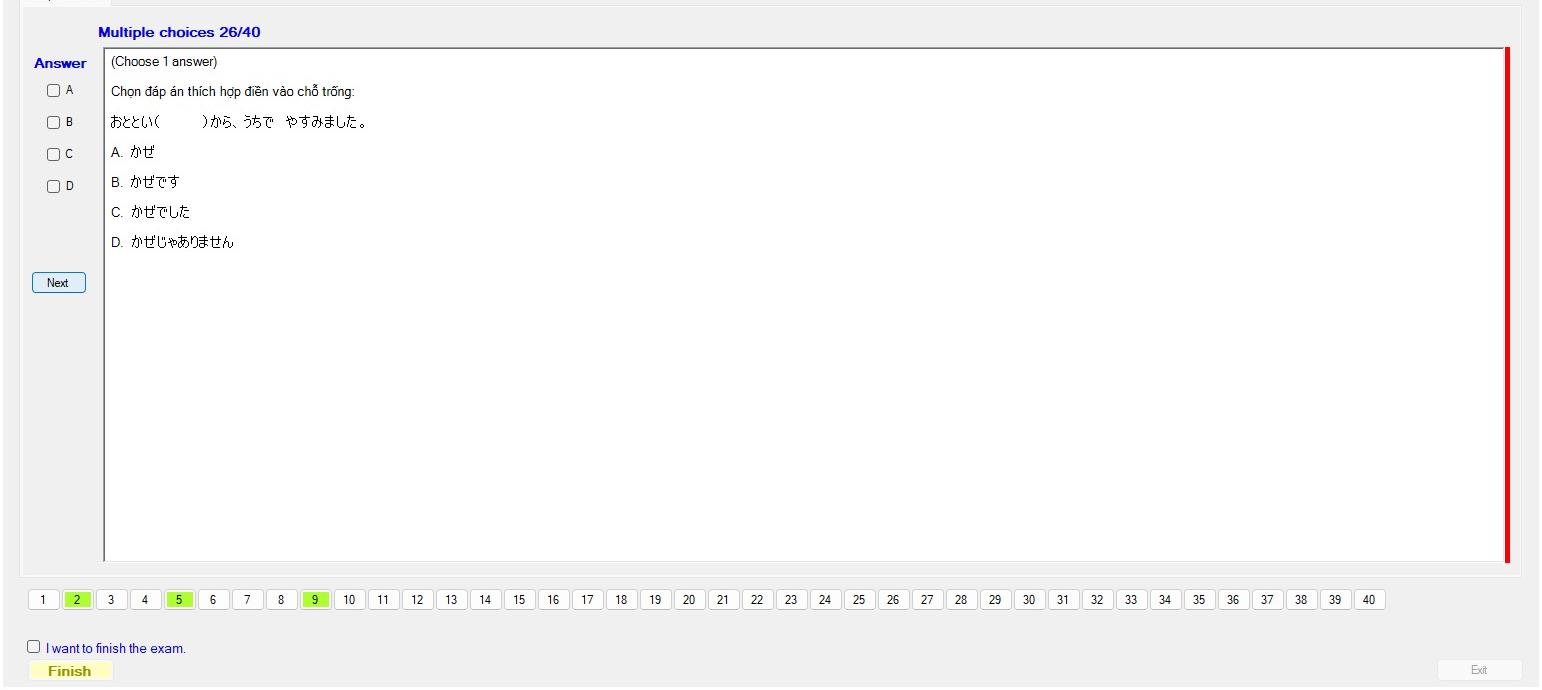 Multiple choices 26/40
Answer
(Choose 1 answer)
A
Chọn đáp án thích hợp điền vào chỗ trống:
B
おととい(　　　)から、うちで　やすみました。
C
A. かぜ
D
B. かぜです
C. かぜでした
D. かぜじゃありません
Next
1 2 3 4 5 6 7 8 9 10 11 12 13 14 15 16 17 18 19 20 21 22 23 24 25 26 27 28 29 30 31 32 33 34 35 36 37 38 39 40
I want to finish the exam.
Finish
Exit